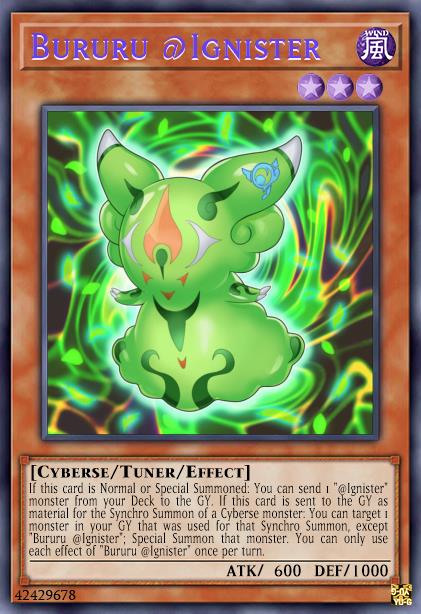 BURURU @IGNISTER
WIND
風
[CYBERSE/TUNER/EFFECT]
If this card is Normal or Special Summoned: You can send 1 "@Ignister"
monster from your Deck to the GY. If this card is sent to the GY as
material for the Synchro Summon of a Cyberse monster: You can target 1
monster in your GY that was used for that Synchro Summon, except
"Bururu @Ignister"; Special Summon that monster. You can only use
each effect of "Bururu @Ignister" once per turn.
ATK/ 600 DEF/1000
42429678